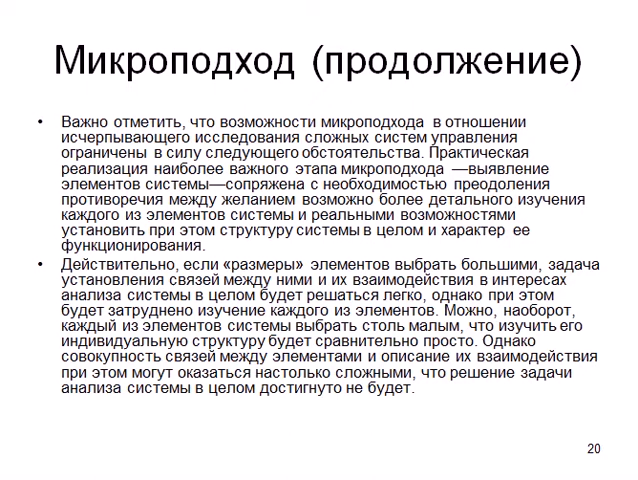 Микроподход (продолжение)
• Важно отметить, что возможности микроподхода в отношении
исчерпывающего исследования сложных систем управления
ограничены в силу следующего обстоятельства. Практическая
реализация наиболее важного этапа микроподхода —выявление
элементов системы—сопряжена с необходимостью преодоления
противоречия между желанием возможно более детального изучения
каждого из элементов системы и реальными возможностями
установить при этом структуру системы в целом и характер ее
функционирования.
• Действительно, если «размеры» элементов выбрать большими, задача
установления связей между ними и их взаимодействия в интересах
анализа системы в целом будет решаться легко, однако при этом
будет затруднено изучение каждого из элементов. Можно, наоборот,
каждый из элементов системы выбрать столь малым, что изучить его
индивидуальную структуру будет сравнительно просто. Однако
совокупность связей между элементами и описание их взаимодействия
при этом могут оказаться настолько сложными, что решение задачи
анализа системы в целом достигнуто не будет.
20